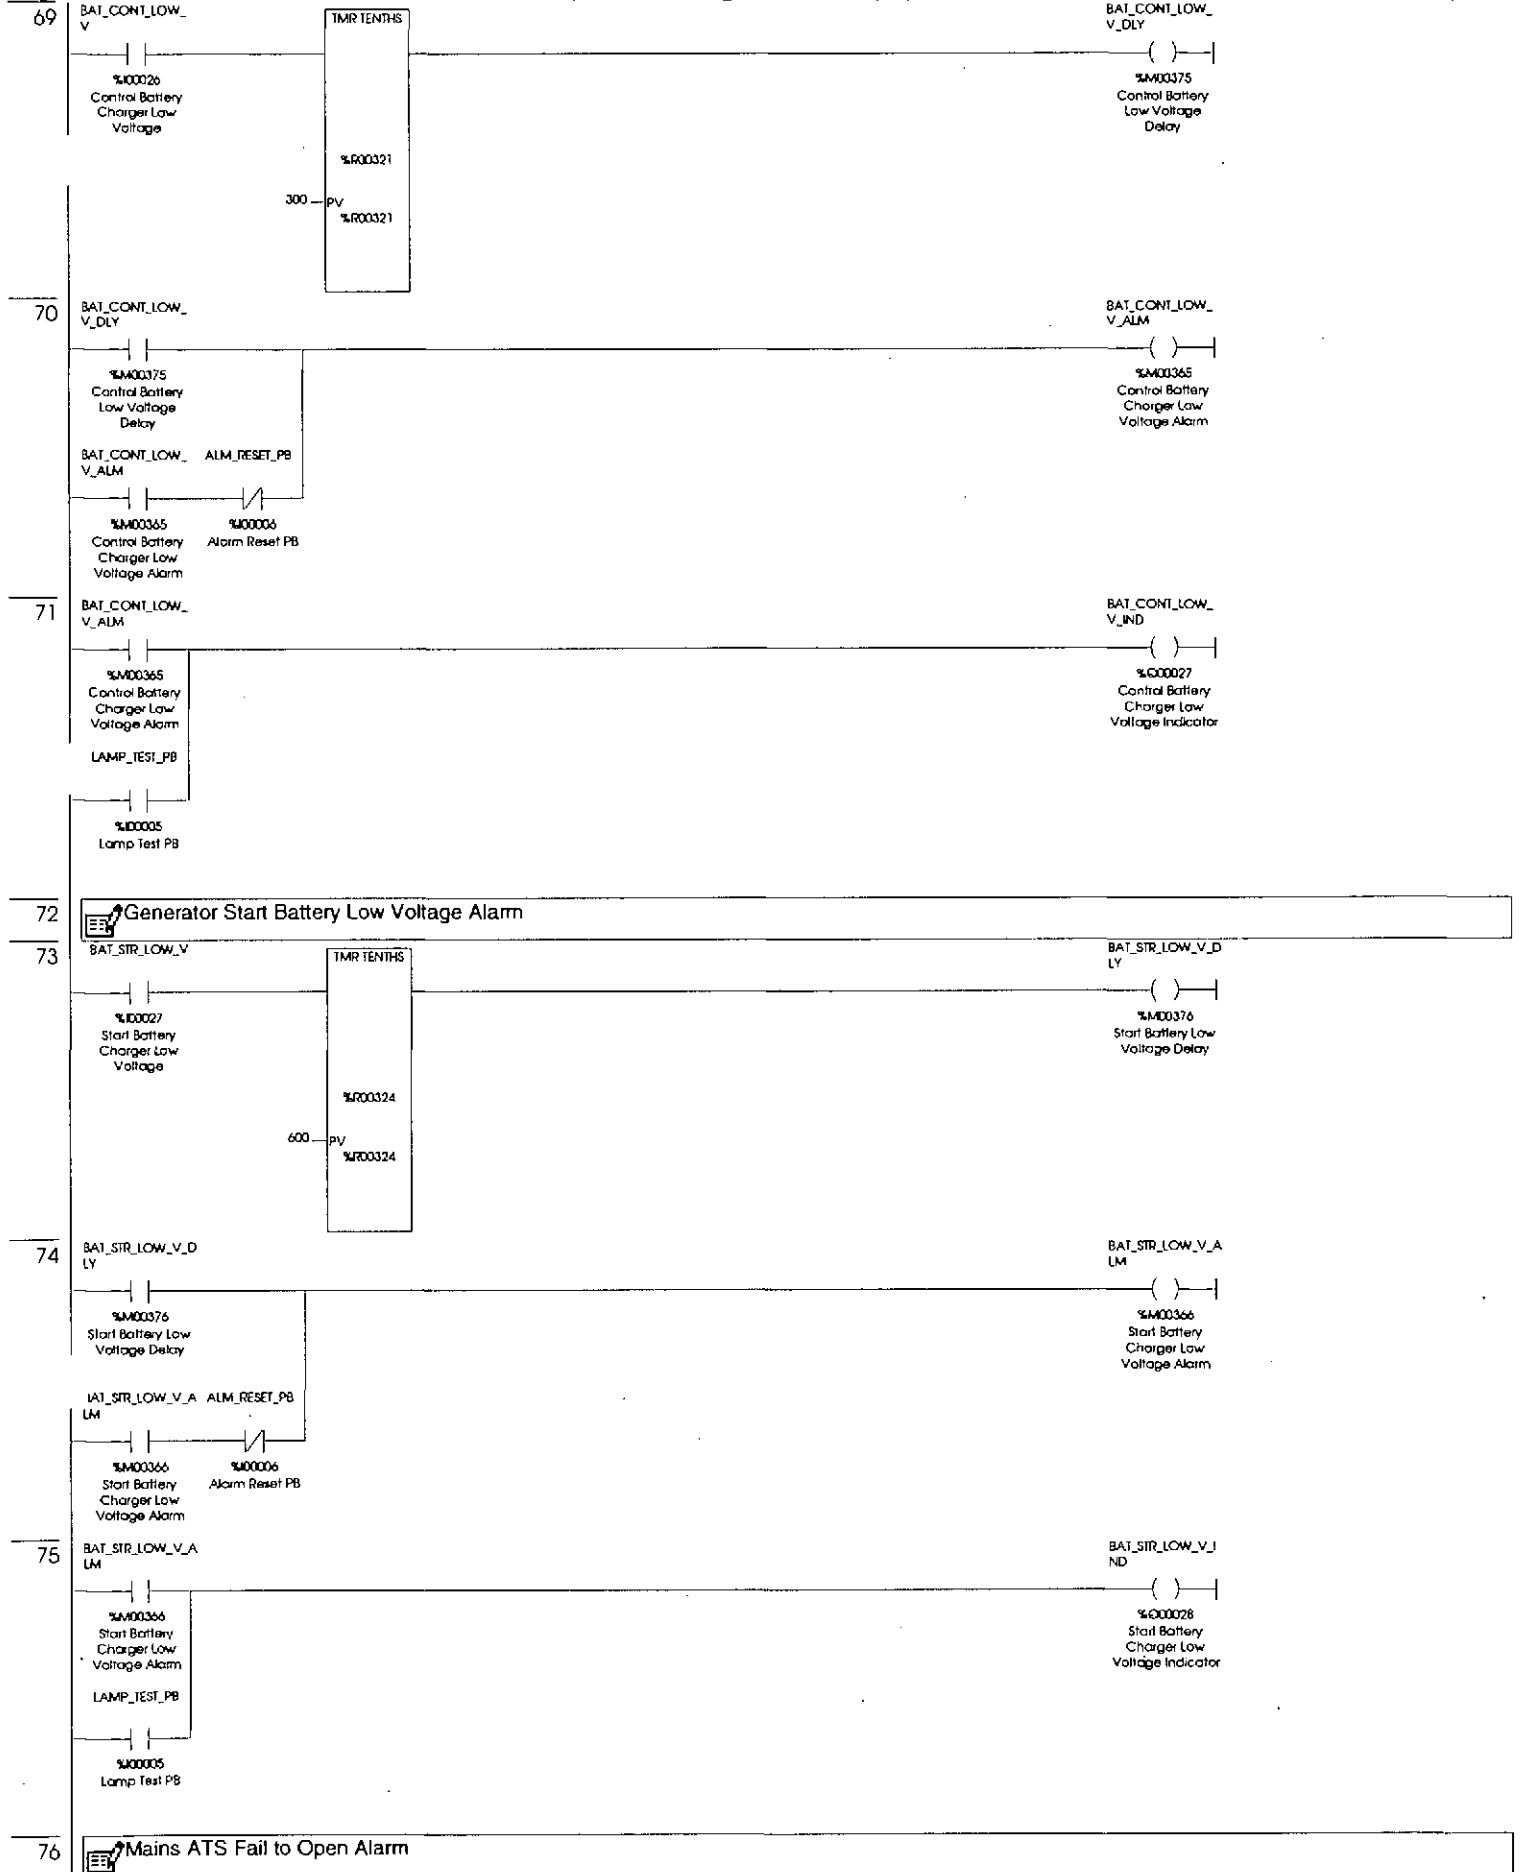 69
BAT_CONT_LOW_
V
TMR TENTHS
BAT_CONT_LOW_
V_DLY
%I00026
Control Battery
Charger Low
Voltage
%M00375
Control Battery
Low Voltage
Delay
%R00321
300
PV
%R00321
70
BAT_CONT_LOW_
V_DLY
BAT_CONT_LOW_
V_ALM
%M00375
Control Battery
Low Voltage
Delay
%M00365
Control Battery
Charger Low
Voltage Alarm
BAT_CONT_LOW_
V_ALM
ALM_RESET_PB
%M00365
Control Battery
Charger Low
Voltage Alarm
%I00006
Alarm Reset PB
71
BAT_CONT_LOW_
V_ALM
BAT_CONT_LOW_
V_IND
%M00365
Control Battery
Charger Low
Voltage Alarm
%Q00027
Control Battery
Charger Low
Voltage Indicator
LAMP_TEST_PB
%I00005
Lamp Test PB
72
Generator Start Battery Low Voltage Alarm
73
BAT_STR_LOW_V
TMR TENTHS
BAT_STR_LOW_V_D
LY
%I00027
Start Battery
Charger Low
Voltage
%M00376
Start Battery Low
Voltage Delay
%R00324
600
PV
%R00324
74
BAT_STR_LOW_V_D
LY
BAT_STR_LOW_V_A
LM
%M00376
Start Battery Low
Voltage Delay
%M00366
Start Battery
Charger Low
Voltage Alarm
BAT_STR_LOW_V_A
LM
ALM_RESET_PB
%M00366
Start Battery
Charger Low
Voltage Alarm
%I00006
Alarm Reset PB
75
BAT_STR_LOW_V_A
LM
BAT_STR_LOW_V_I
ND
%M00366
Start Battery
Charger Low
Voltage Alarm
%Q00028
Start Battery
Charger Low
Voltage Indicator
LAMP_TEST_PB
%I00005
Lamp Test PB
76
Mains ATS Fail to Open Alarm